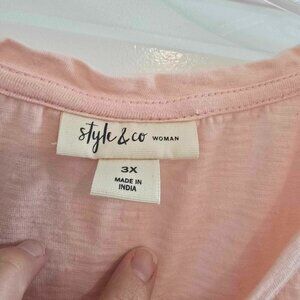 style & co WOMAN
3X
MADE IN
INDIA